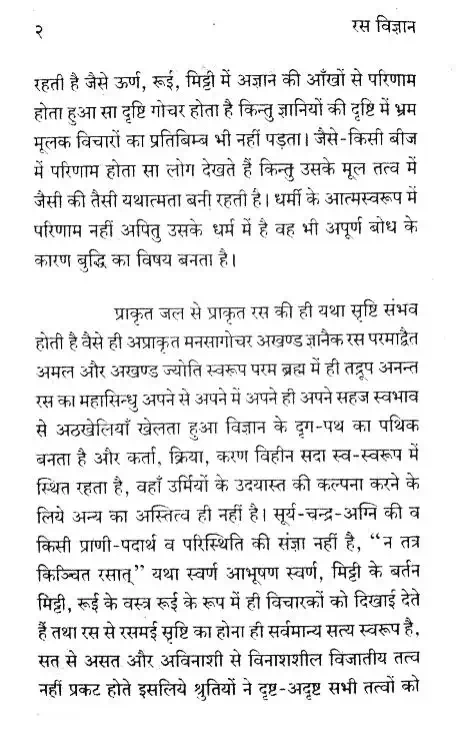 २ रस विज्ञान
रहती है जैसे ऊर्ण, रूई, मिट्टी में अज्ञान की आँखों से परिणाम
होता हुआ सा दृष्टि गोचर होता है किन्तु ज्ञानियों की दृष्टि में भ्रम
मूलक विचारों का प्रतिबिम्ब भी नहीं पड़ता। जैसे-किसी बीज
में परिणाम होता सा लोग देखते हैं किन्तु उसके मूल तत्व में
जैसी की तैसी यथात्मता बनी रहती है। धर्मी के आत्मस्वरूप में
परिणाम नहीं अपितु उसके धर्म में है वह भी अपूर्ण बोध के
कारण बुद्धि का विषय बनता है।
प्राकृत जल से प्राकृत रस की ही यथा सृष्टि संभव
होती है वैसे ही अप्राकृत मनसागोचर अखण्ड ज्ञानैक रस परमाद्वैत
अमल और अखण्ड ज्योति स्वरूप परम ब्रह्म में ही तद्रूप अनन्त
रस का महासिन्धु अपने से अपने में अपने ही अपने सहज स्वभाव
से अठखेलियाँ खेलता हुआ विज्ञान के दृग-पथ का पथिक
बनता है और कर्ता, क्रिया, करण विहीन सदा स्व-स्वरूप में
स्थित रहता है, वहाँ उर्मियों के उदयास्त की कल्पना करने के
लिये अन्य का अस्तित्व ही नहीं है। सूर्य-चन्द्र-अग्नि की व
किसी प्राणी-पदार्थ व परिस्थिति की संज्ञा नहीं है, “न तत्र
किञ्चित रसात्” यथा स्वर्ण आभूषण स्वर्ण, मिट्टी के बर्तन
मिट्टी, रूई के वस्त्र रूई के रूप में ही विचारकों को दिखाई देते
हैं तथा रस से रसमई सृष्टि का होना ही सर्वमान्य सत्य स्वरूप है,
सत से असत और अविनाशी से विनाशशील विजातीय तत्व
नहीं प्रकट होते इसलिये श्रुतियों ने दृष्ट-अदृष्ट सभी तत्वों को